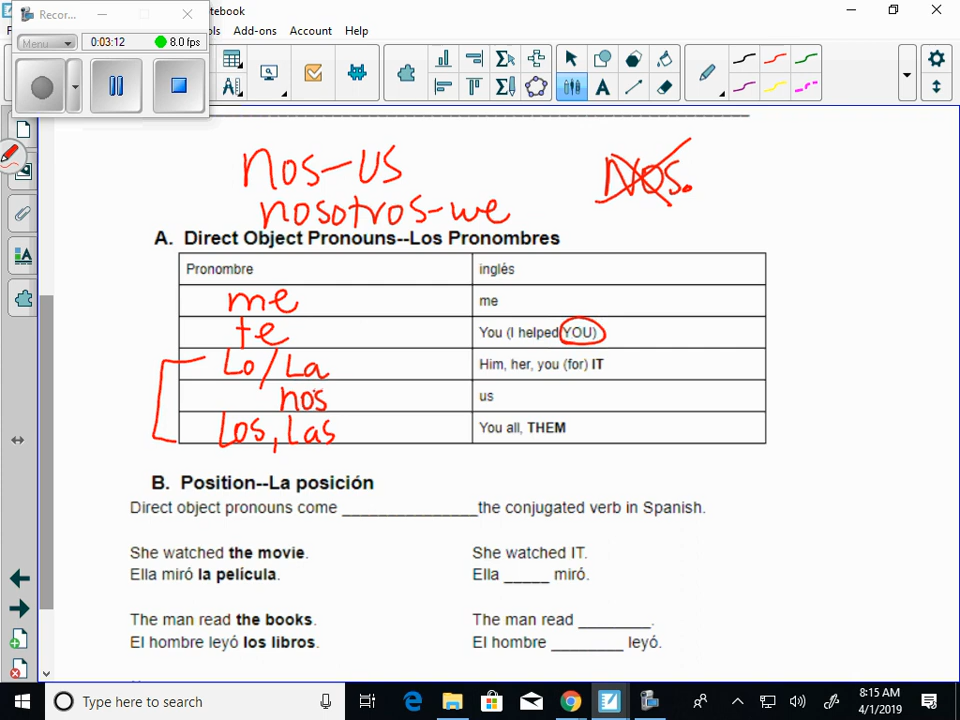 Recor...
otebook
Menu
0:03:12
8.0 fps
ols Add-ons Account Help
nos-us
nosotros-we
Nos.
A. Direct Object Pronouns--Los Pronombres
Pronombre inglés
me me
te You (I helped YOU)
Lo/La Him, her, you (for) IT
nos us
Los, Las You all, THEM
B. Position--La posición
Direct object pronouns come _______________the conjugated verb in Spanish.
She watched the movie. She watched IT.
Ella miró la película. Ella _____ miró.
The man read the books. The man read ________.
El hombre leyó los libros. El hombre ________ leyó.
Type here to search
8:15 AM
4/1/2019